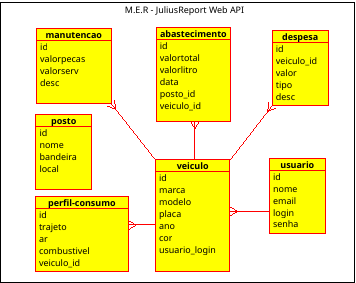 M.E.R - JuliusReport Web API
manutencao
id
valorpecas
valorserv
desc
abastecimento
id
valortotal
valorlitro
data
posto_id
veiculo_id
despesa
id
veiculo_id
valor
tipo
desc
posto
id
nome
bandeira
local
veiculo
id
marca
modelo
placa
ano
cor
usuario_login
usuario
id
nome
email
login
senha
perfil-consumo
id
trajeto
ar
combustivel
veiculo_id